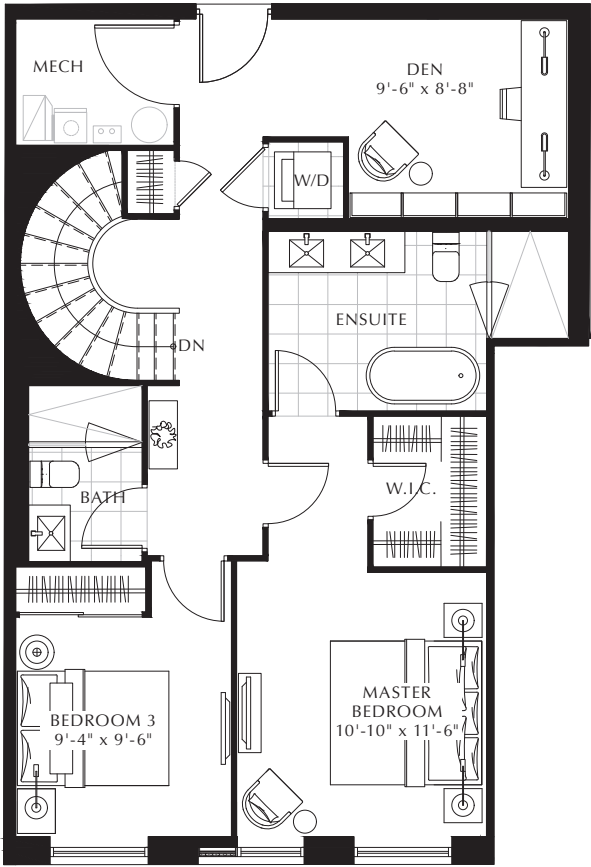 MECH
DEN
9'-6" x 8'-8"
W/D
ENSUITE
DN
BATH
W.I.C.
MASTER
BEDROOM
10'-10" x 11'-6"
BEDROOM 3
9'-4" x 9'-6"